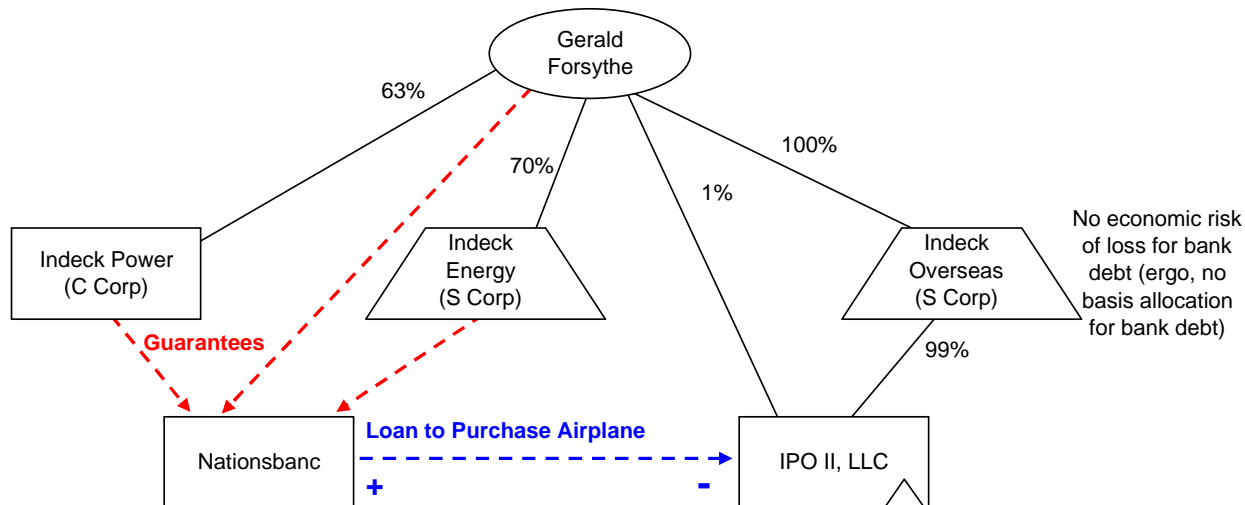 Gerald
Forsythe
63%
70%
1%
100%
Indeck Power
(C Corp)
Indeck
Energy
(S Corp)
Indeck
Overseas
(S Corp)
No economic risk
of loss for bank
debt (ergo, no
basis allocation
for bank debt)
Guarantees
99%
Nationsbanc
Loan to Purchase Airplane
+
-
IPO II, LLC